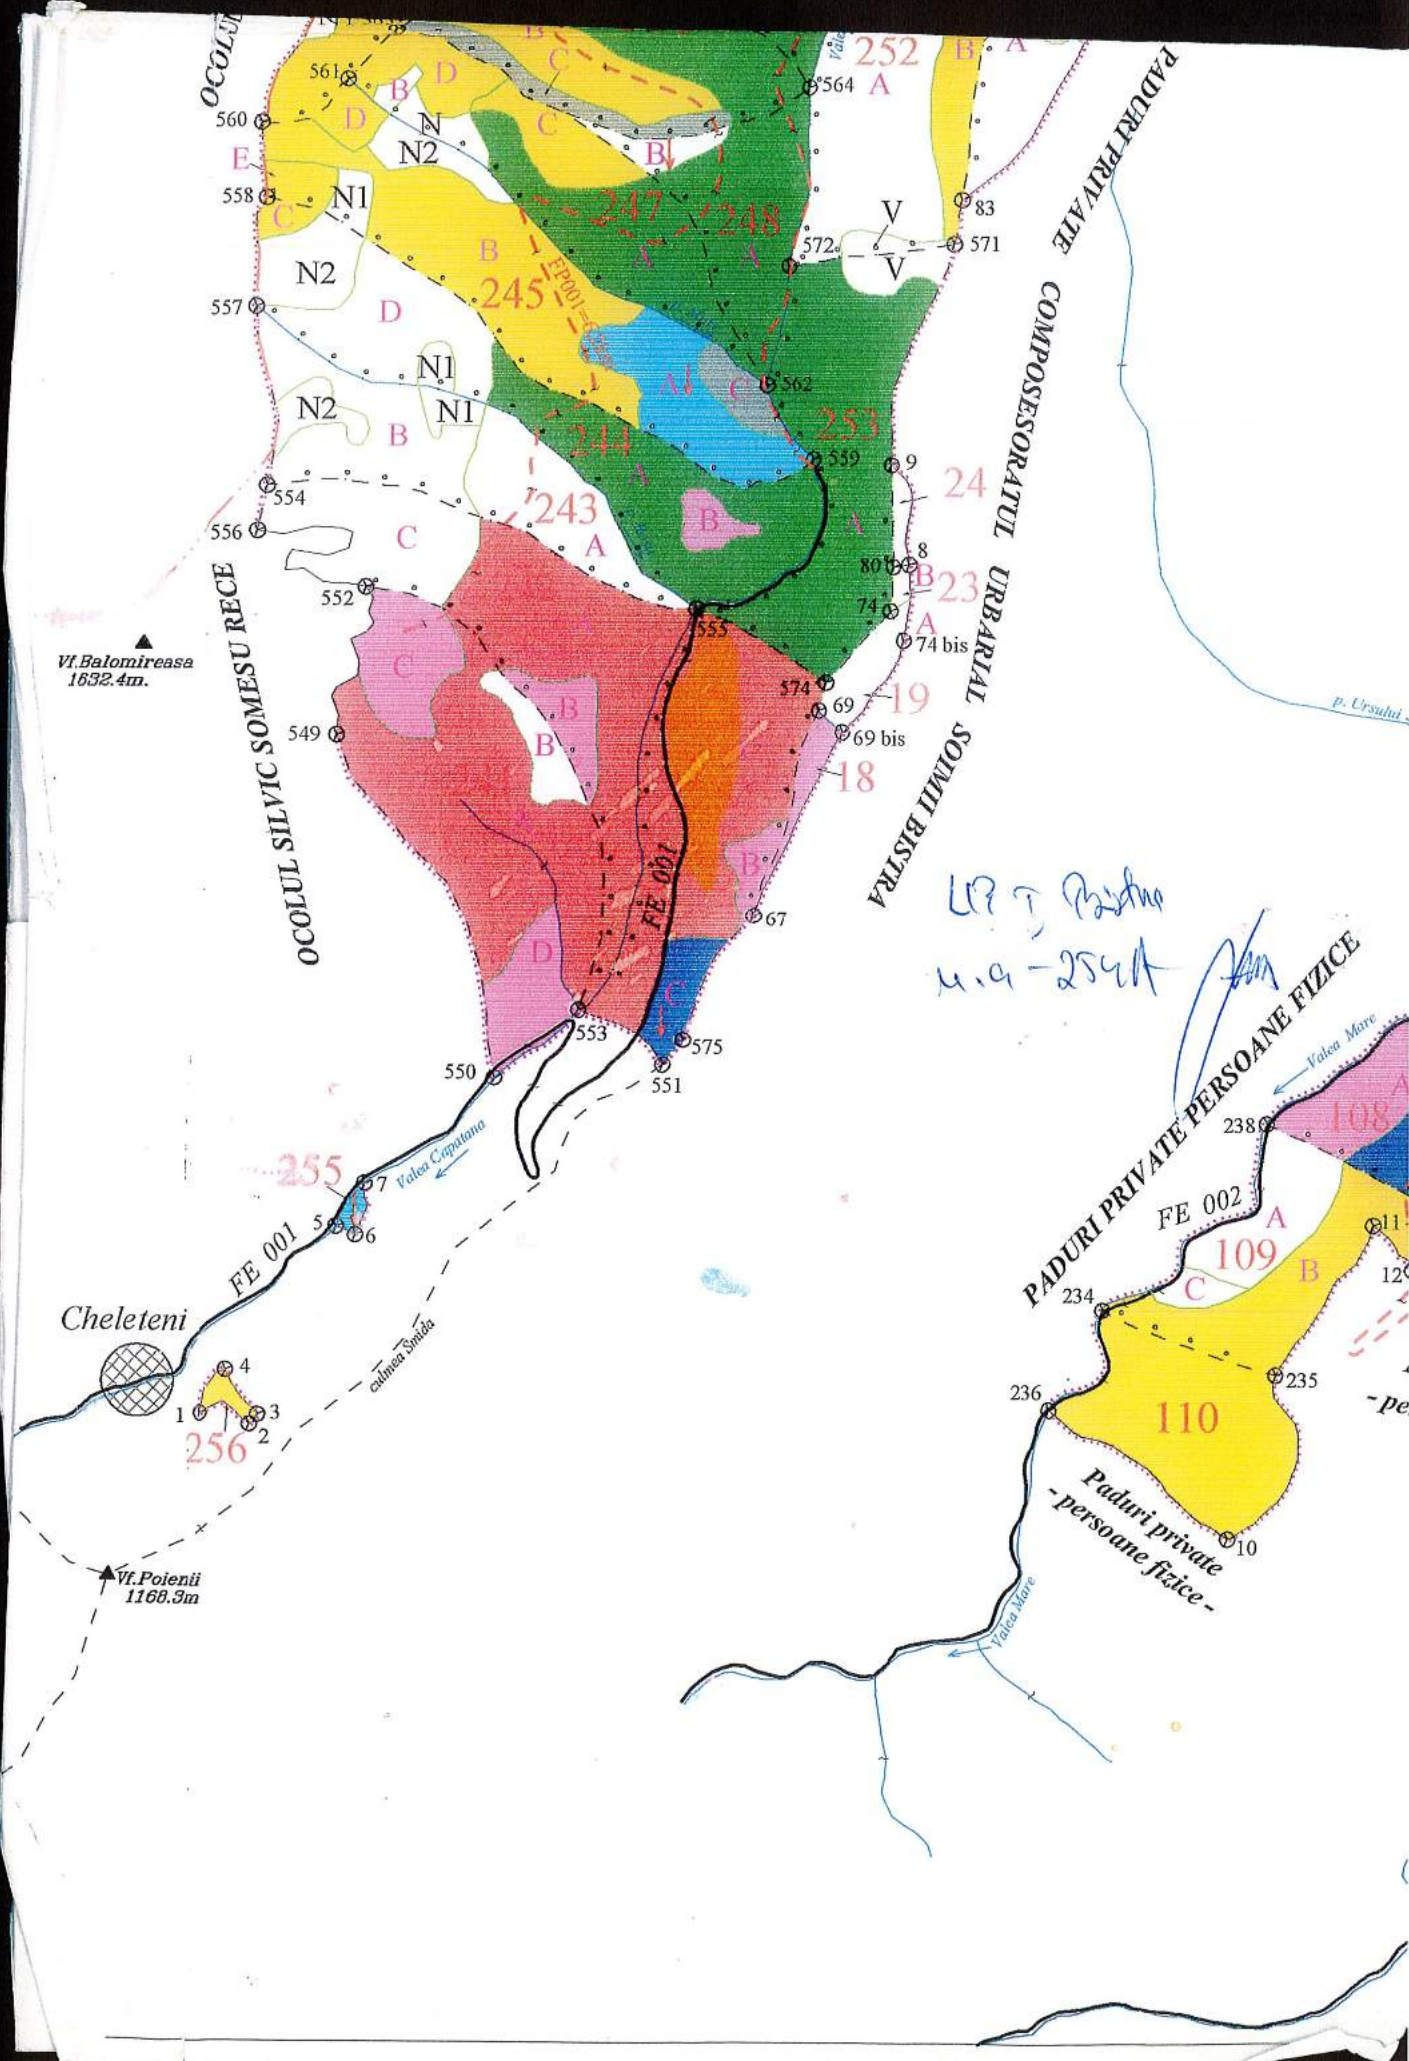 OCOLUL
B
A
252
B
A
C
561
D
B
564
A
560
D
N
C
N2
B
E
558
N1
C
247
248
83
V
572
571
B
A
A
V
N2
245
557
D
N1
A
C
562
N2
N1
B
244
253
559
9
A
554
24
243
B
A
556
C
A
8
80
B
23
552
74
A
555
74 bis
Vf.Balomireasa
1632.4m.
C
574
19
69
B
549
B
69 bis
18
OCOLUL SILVIC SOMESU RECE
PADURI PRIVATE COMPOSESORATUL URBARIAL SOIMII BISTRA
p. Ursului
B
FE 001
67
D
C
553
575
550
551
u.a - 254A
PADURI PRIVATE PERSOANE FIZICE
Valea Mare
A
238
108
Valea Capatana
255
7
5
6
FE 001
FE 002
A
11
109
B
12
C
234
Cheleteni
culmea Smida
4
235
1
3
2
256
236
110
- pe
Paduri private
- persoane fizice -
10
Vf.Poienii
1168.3m
Valea Mare